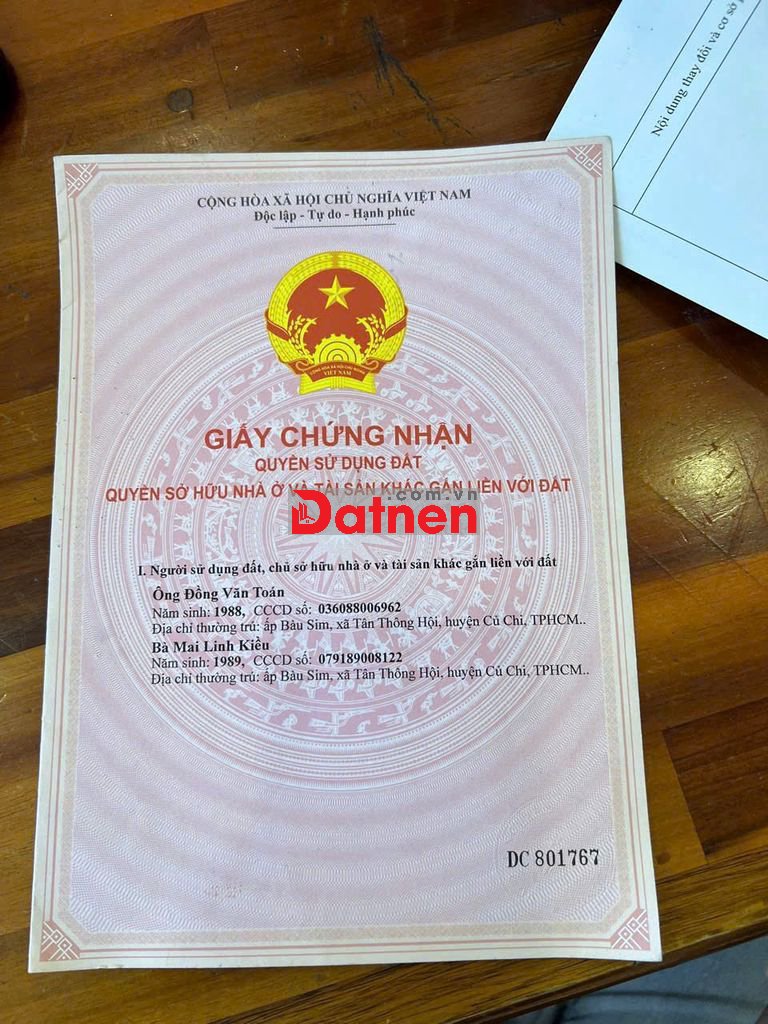 CỘNG HÒA XÃ HỘI CHỦ NGHĨA VIỆT NAM
Độc lập - Tự do - Hạnh phúc
CỘNG HÒA XÃ HỘI CHỦ NGHĨA
VIỆT NAM
GIẤY CHỨNG NHẬN
QUYỀN SỬ DỤNG ĐẤT
QUYỀN SỞ HỮU NHÀ Ở VÀ TÀI SẢN KHÁC GẮN LIỀN VỚI ĐẤT
.com.vn
Datnen
I. Người sử dụng đất, chủ sở hữu nhà ở và tài sản khác gắn liền với đất
Ông Đồng Văn Toán
Năm sinh: 1988, CCCD số: 036088006962
Địa chỉ thường trú: ấp Bàu Sim, xã Tân Thông Hội, huyện Củ Chi, TPHCM..
Bà Mai Linh Kiều
Năm sinh: 1989, CCCD số: 079189008122
Địa chỉ thường trú: ấp Bàu Sim, xã Tân Thông Hội, huyện Củ Chi, TPHCM..
DC 801767
Nội dung thay đổi và cơ sở